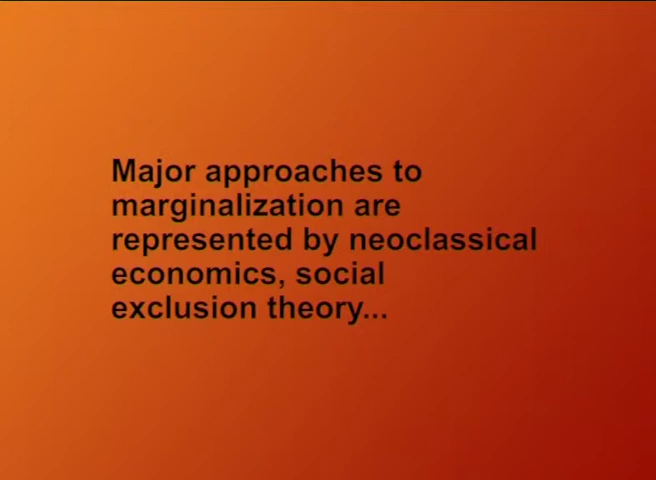 Major approaches to
marginalization are
represented by neoclassical
economics, social
exclusion theory...